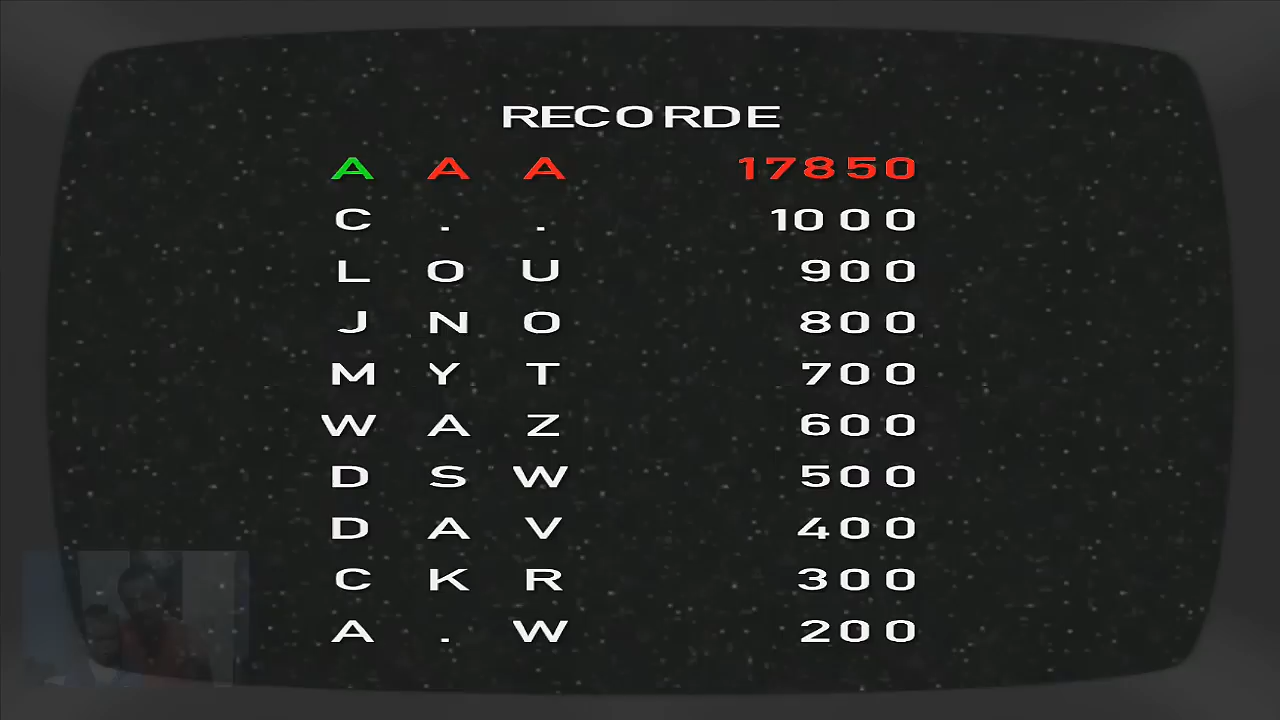 RECORDE
A A A 17850
C . . 1000
L O U 900
J N O 800
M Y T 700
W A Z 600
D S W 500
D A V 400
C K R 300
A . W 200